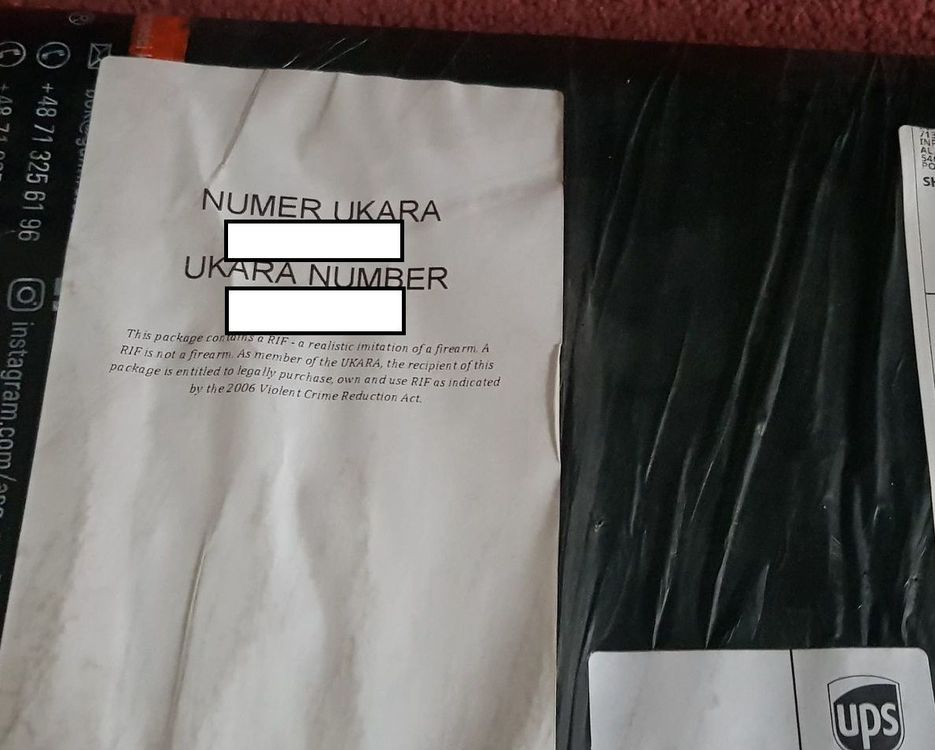 NUMER UKARA
UKARA NUMBER
This package contains a RIF - a realistic imitation of a firearm. A
RIF is not a firearm. As member of the UKARA, the recipient of this
package is entitled to legally purchase, own and use RIF as indicated
by the 2006 Violent Crime Reduction Act.
+48 71 325 61 96
instagram.com/
+48 71
ups